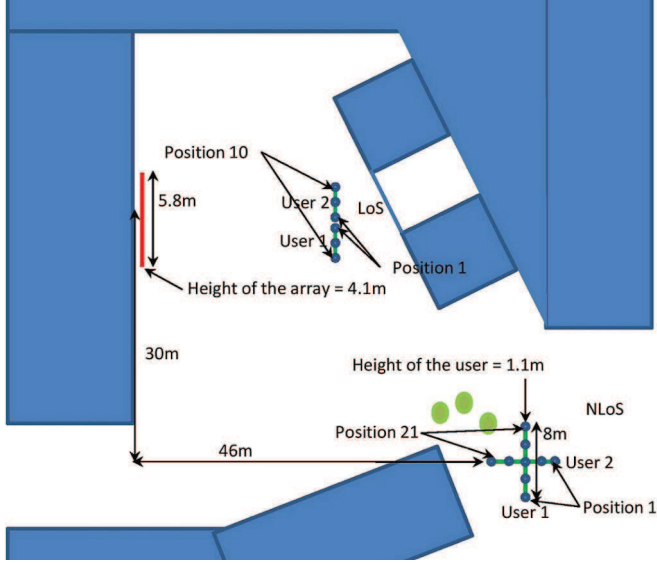 Position 10
5.8m
User 2
LoS
User 1
Position 1
Height of the array = 4.1m
30m
Height of the user = 1.1m
NLoS
Position 21
8m
46m
User 2
Position 1
User 1